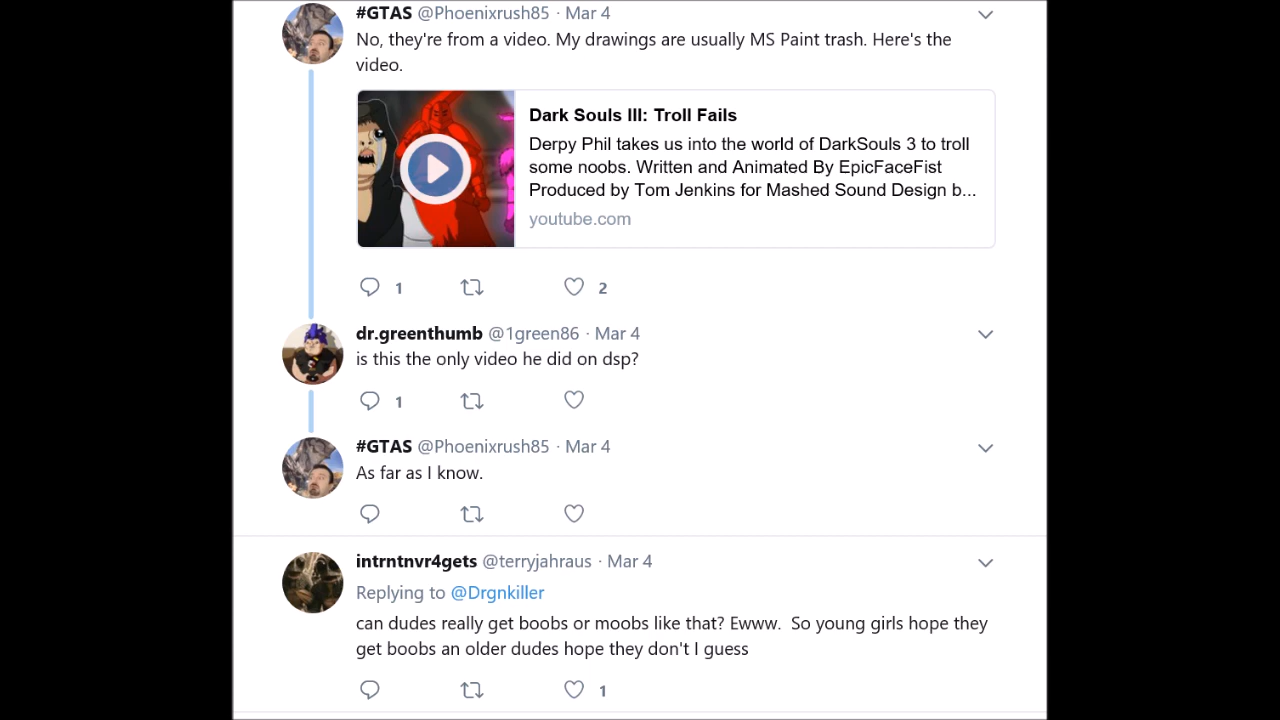 #GTAS @Phoenixrush85 · Mar 4
No, they're from a video. My drawings are usually MS Paint trash. Here's the
video.
Dark Souls III: Troll Fails
Derpy Phil takes us into the world of DarkSouls 3 to troll
some noobs. Written and Animated By EpicFaceFist
Produced by Tom Jenkins for Mashed Sound Design b...
youtube.com
1 2
dr.greenthumb @1green86 · Mar 4
is this the only video he did on dsp?
1
#GTAS @Phoenixrush85 · Mar 4
As far as I know.
intrntnvr4gets @terryjahraus · Mar 4
Replying to @Drgnkiller
can dudes really get boobs or moobs like that? Ewww.  So young girls hope they
get boobs an older dudes hope they don't I guess
1